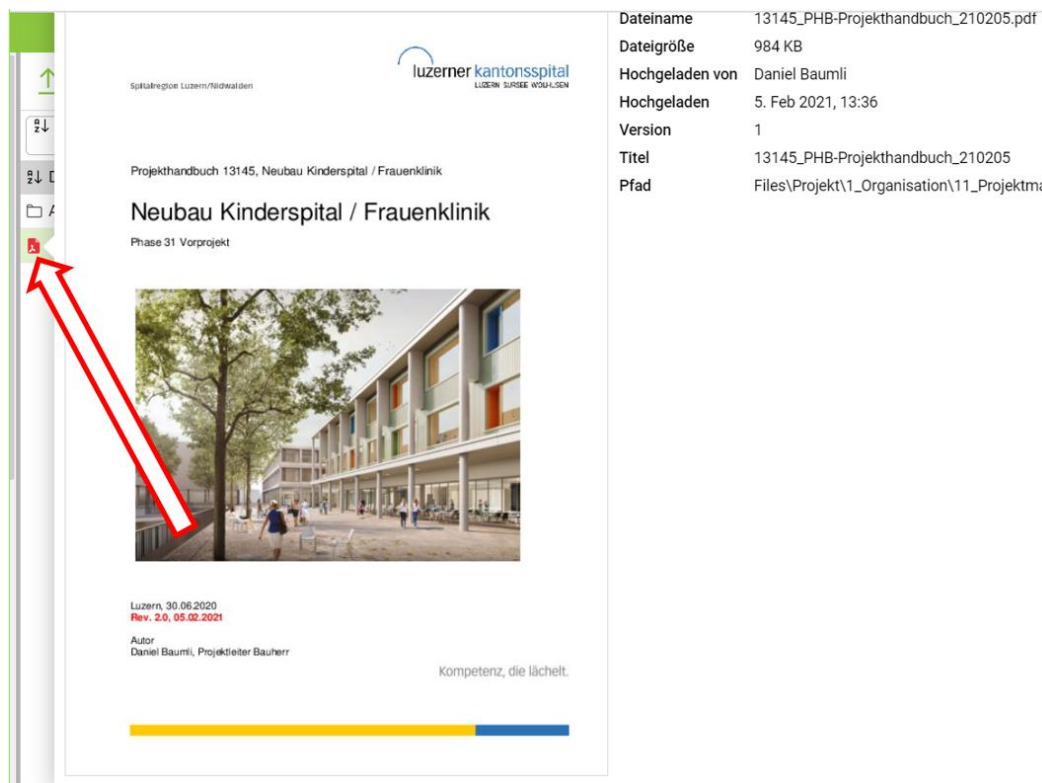 Spitalregion Luzern/Nidwalden
luzerner kantonsspital
LUZERN SURSEE WOLHUSEN
Projekthandbuch 13145, Neubau Kinderspital / Frauenklinik
Neubau Kinderspital / Frauenklinik
Phase 31 Vorprojekt
Luzern, 30.06.2020
Rev. 2.0, 05.02.2021
Autor
Daniel Baumli, Projektleiter Bauherr
Kompetenz, die lächelt.
Dateiname 13145_PHB-Projekthandbuch_210205.pdf
Dateigröße 984 KB
Hochgeladen von Daniel Baumli
Hochgeladen 5. Feb 2021, 13:36
Version 1
Titel 13145_PHB-Projekthandbuch_210205
Pfad Files\Projekt\1_Organisation\11_Projektma